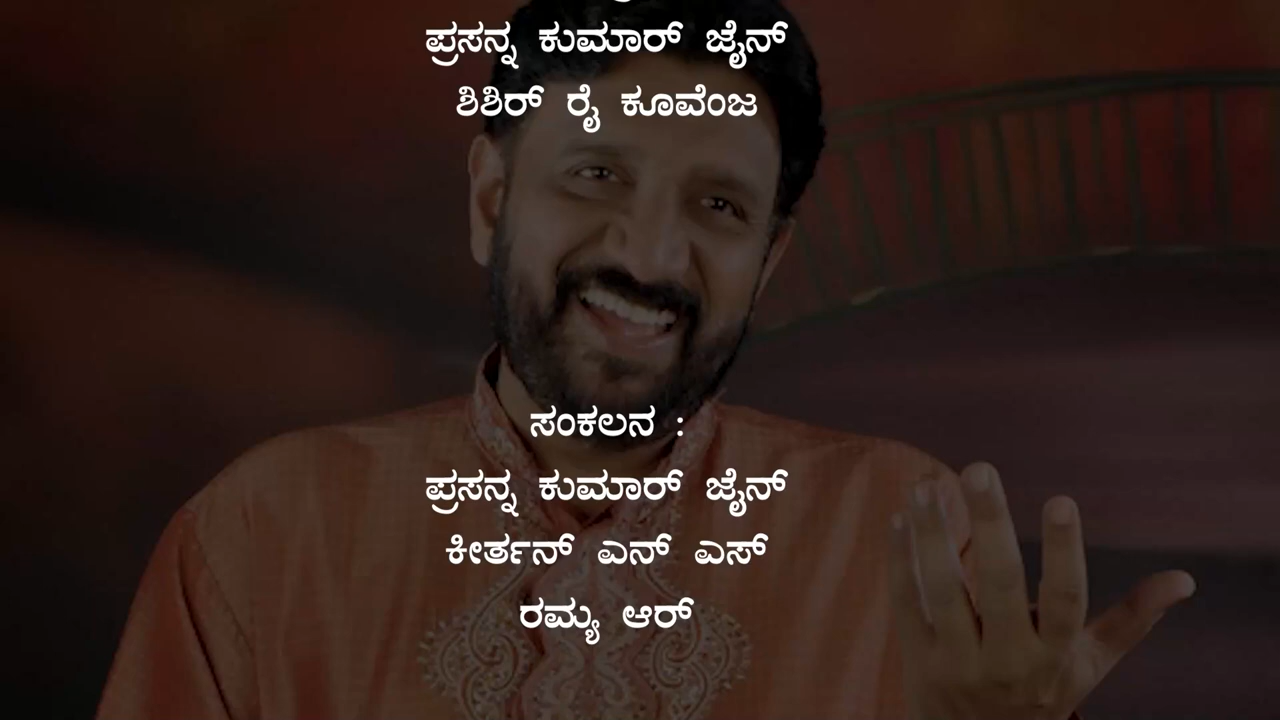 ಪ್ರಸನ್ನ ಕುಮಾರ್ ಜೈನ್
ಶಿಶಿರ್ ರೈ ಕೂವೆಂಜ
ಸಂಕಲನ :
ಪ್ರಸನ್ನ ಕುಮಾರ್ ಜೈನ್
ಕೀರ್ತನ್ ಎನ್ ಎಸ್
ರಮ್ಯ ಆರ್